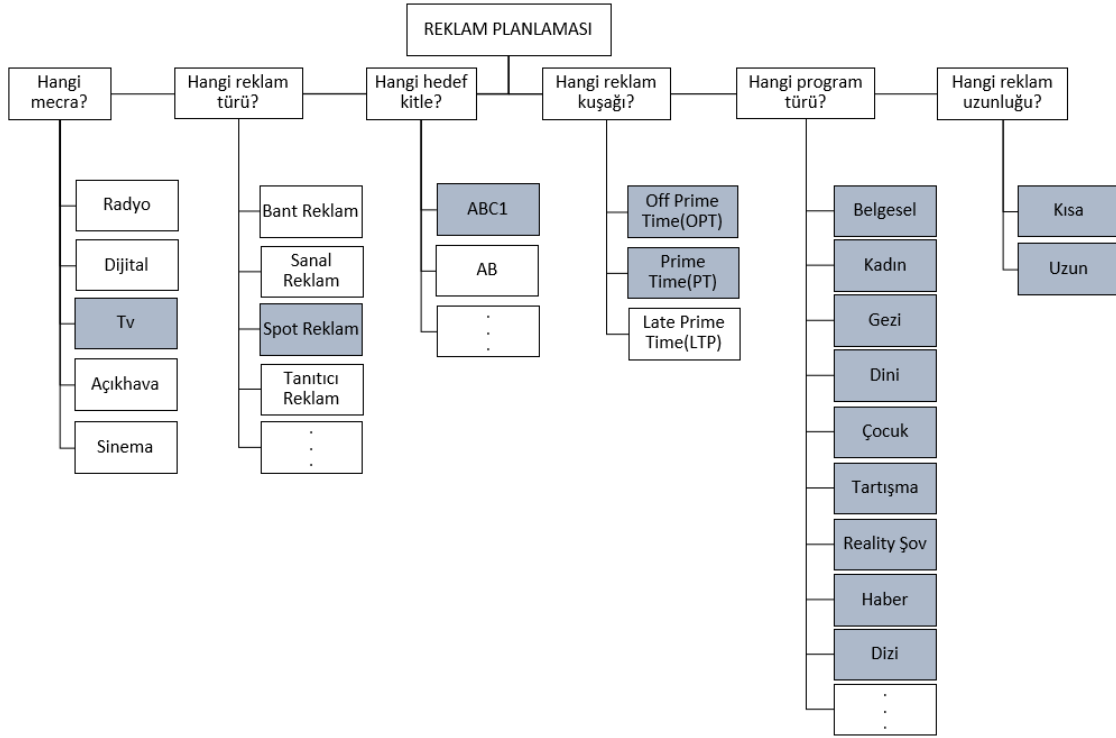 REKLAM PLANLAMASI
Hangi
mecra?
Hangi reklam
türü?
Hangi hedef
kitle?
Hangi reklam
kuşağı?
Hangi program
türü?
Hangi reklam
uzunluğu?
Radyo
Dijital
Tv
Açıkhava
Sinema
Bant Reklam
Sanal
Reklam
Spot Reklam
Tanıtıcı
Reklam
.
.
.
ABC1
AB
.
.
.
Off Prime
Time(OPT)
Prime
Time(PT)
Late Prime
Time(LTP)
Belgesel
Kadın
Gezi
Dini
Çocuk
Tartışma
Reality Şov
Haber
Dizi
.
.
.
Kısa
Uzun